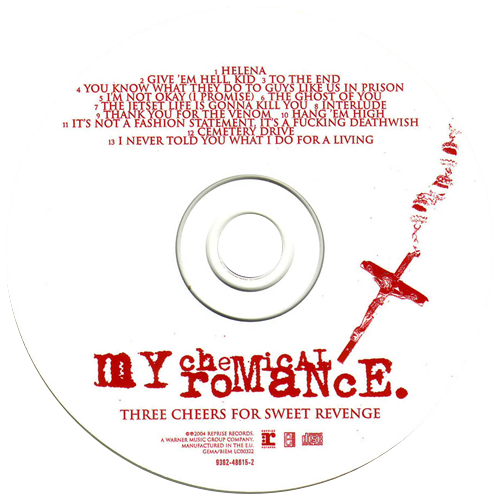 1 HELENA
2 GIVE 'EM HELL, KID 3 TO THE END
4 YOU KNOW WHAT THEY DO TO GUYS LIKE US IN PRISON
5 I'M NOT OKAY (I PROMISE) 6 THE GHOST OF YOU
7 THE JETSET LIFE IS GONNA KILL YOU 8 INTERLUDE
9 THANK YOU FOR THE VENOM 10 HANG 'EM HIGH
11 IT'S NOT A FASHION STATEMENT, IT'S A FUCKING DEATHWISH
12 CEMETERY DRIVE
13 I NEVER TOLD YOU WHAT I DO FOR A LIVING
MY CHEMICAL
ROMANCE.
THREE CHEERS FOR SWEET REVENGE
℗©2004 REPRISE RECORDS,
A WARNER MUSIC GROUP COMPANY.
MANUFACTURED IN THE E.U.
GEMA/BIEM LC00322
9362-48615-2